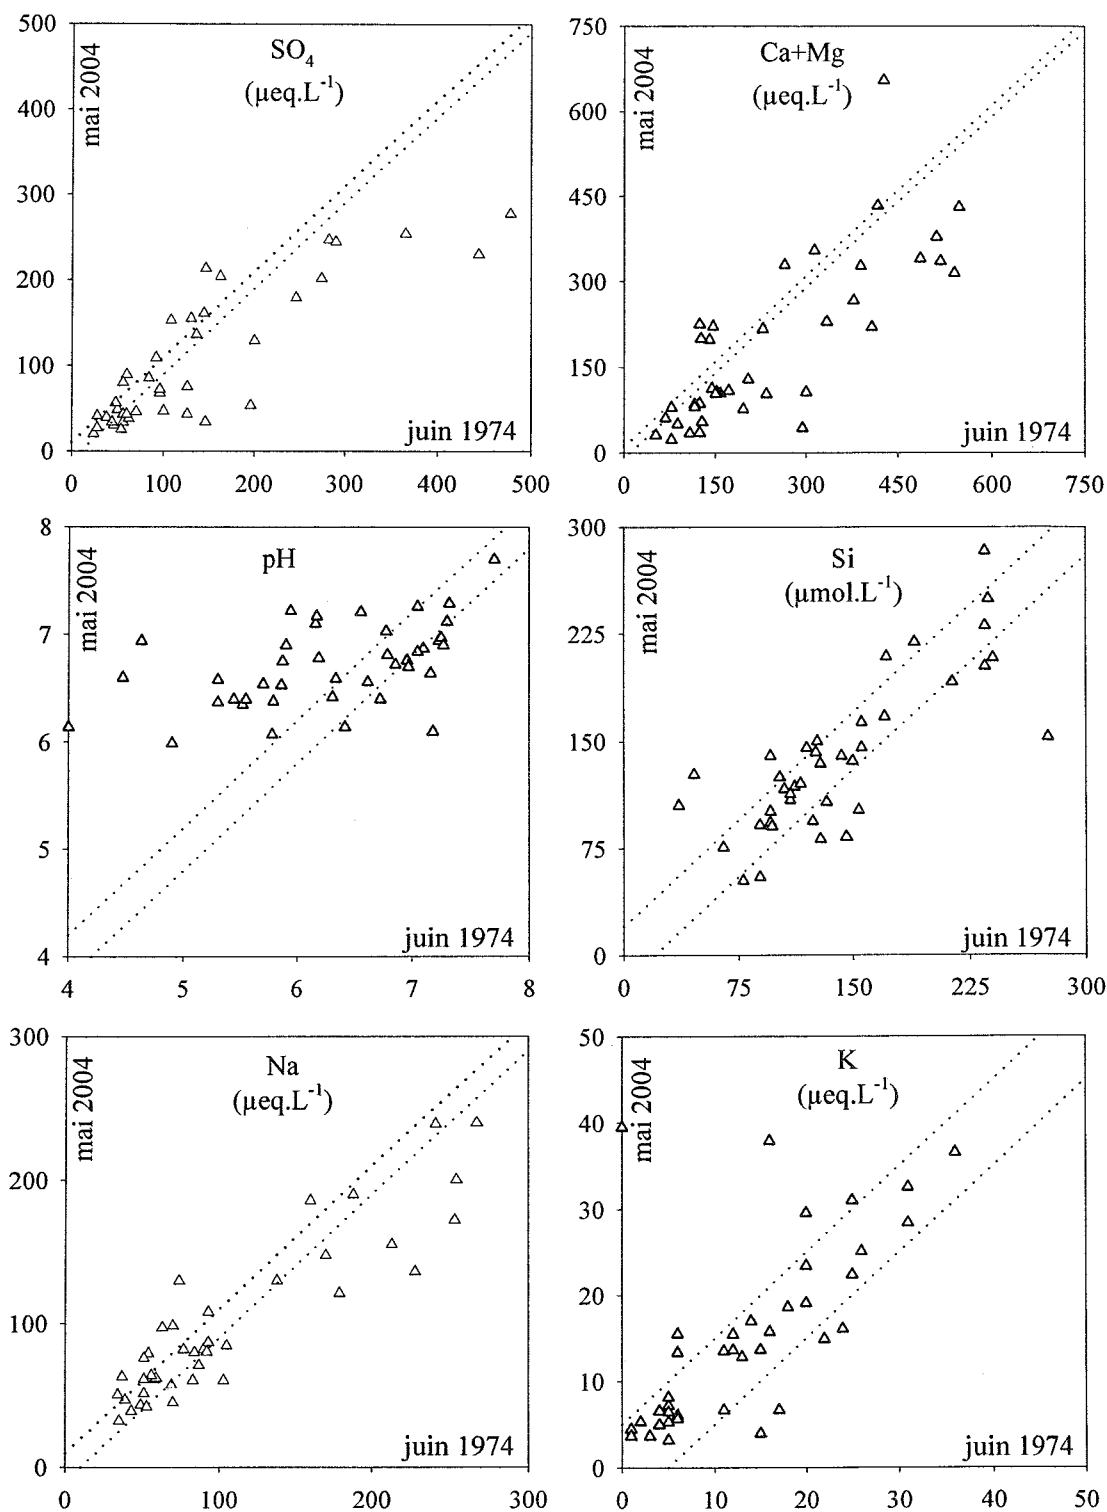 500
400
300
200
100
0
mai 2004
SO4
(µeq.L-1)
juin 1974
0 100 200 300 400 500
750
600
450
300
150
0
mai 2004
Ca+Mg
(µeq.L-1)
juin 1974
0 150 300 450 600 750
8
7
6
5
4
mai 2004
pH
juin 1974
4 5 6 7 8
300
225
150
75
0
mai 2004
Si
(µmol.L-1)
juin 1974
0 75 150 225 300
300
200
100
0
mai 2004
Na
(µeq.L-1)
juin 1974
0 100 200 300
50
40
30
20
10
0
mai 2004
K
(µeq.L-1)
juin 1974
0 10 20 30 40 50